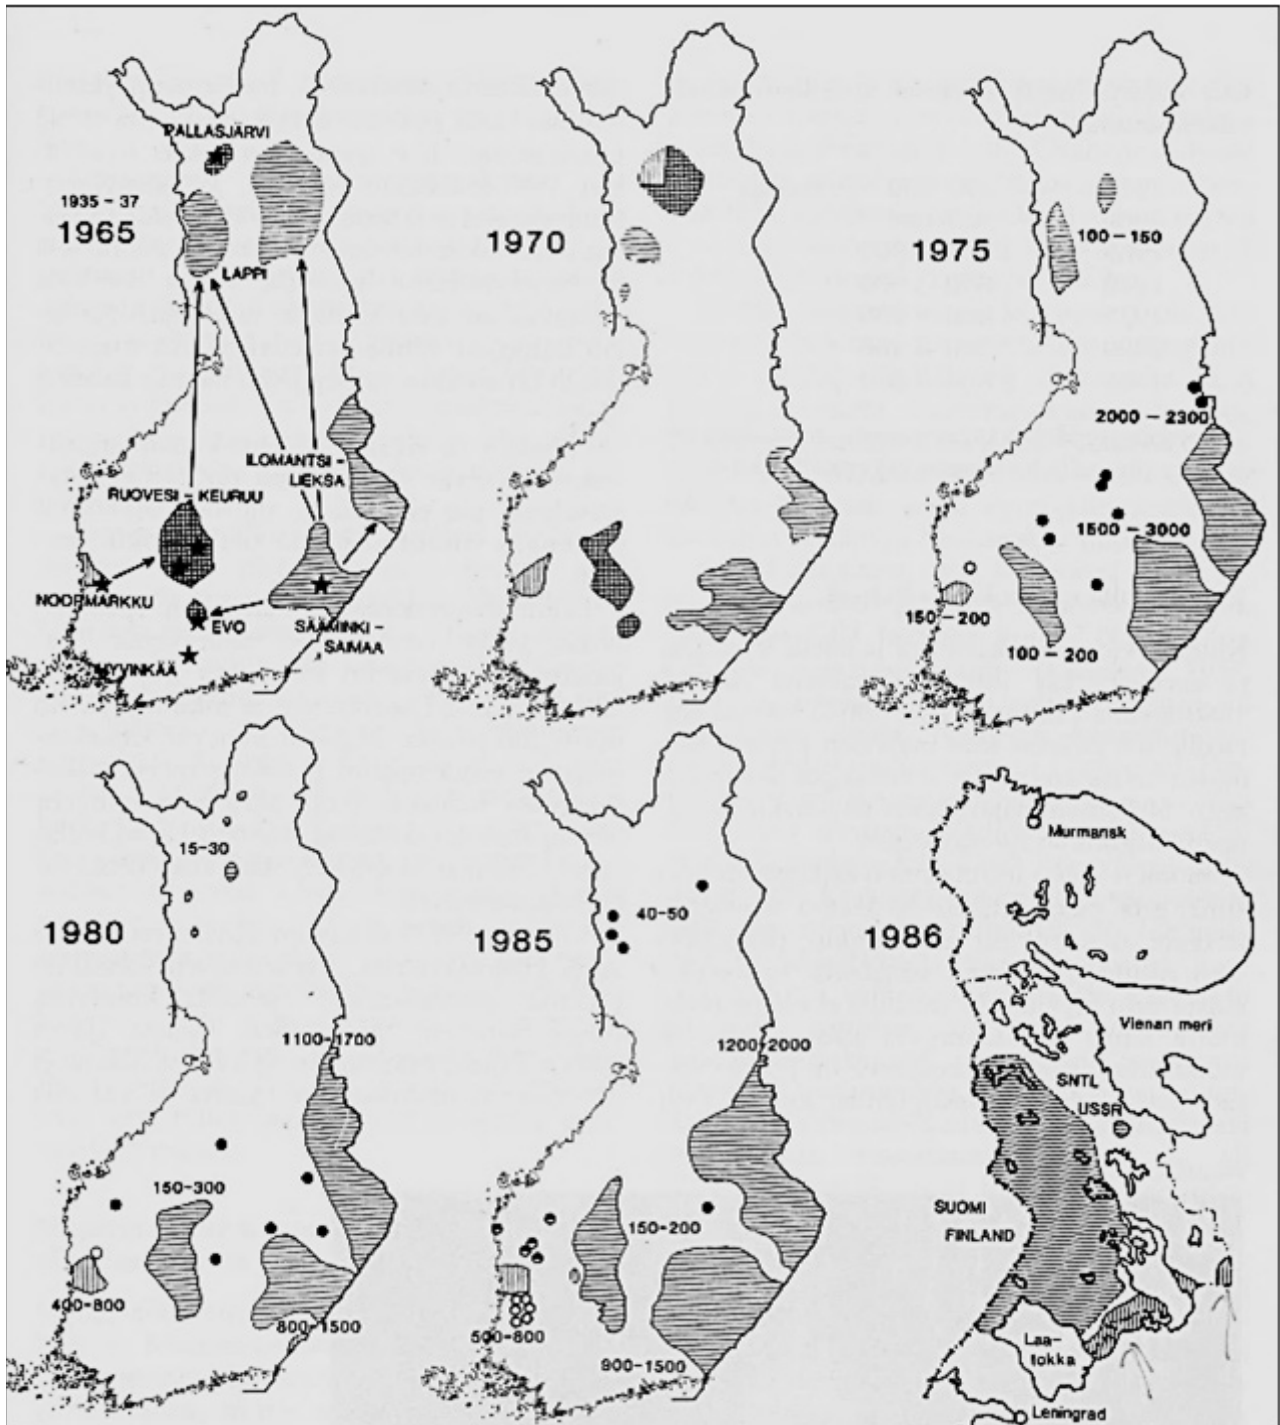 PALLASJÄRVI
1935-37
1965
LAPPI
ILOMANTSI -
LIEKSA
RUOVESI - KEURUU
NOORMARKKU
EVO
SÄÄMINKI -
SAIMAA
HYVINKÄÄ
1970
1975
100-150
2000 - 2300
1500 - 3000
150 - 200
100 - 200
1980
15-30
1100-1700
150-300
400-800
800-1500
1985
40-50
1200-2000
150-200
500-800
900-1500
1986
Murmansk
Vienan meri
SNTL
USSR
SUOMI
FINLAND
Laa-
tokka
Leningrad